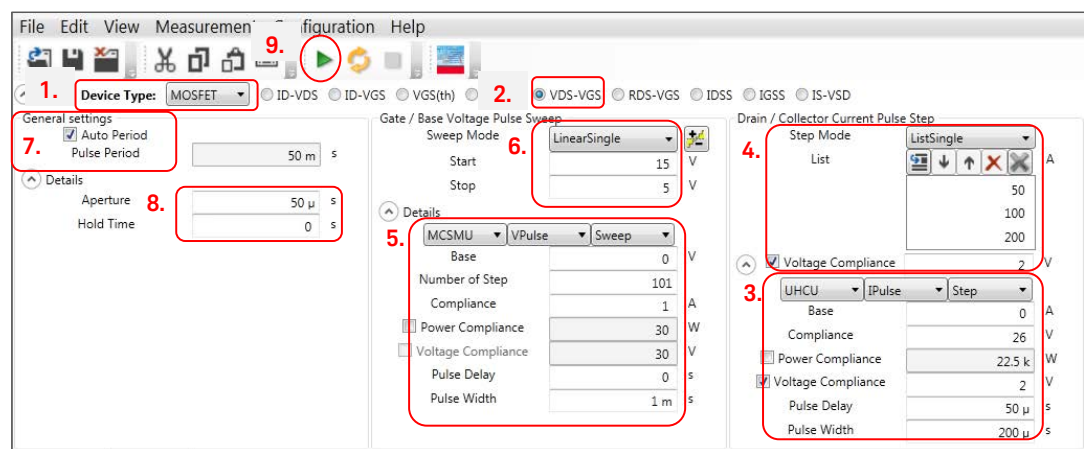 File Edit View Measuremen figuration Help
9.
1. Device Type: MOSFET ID-VDS ID-VGS VGS(th) 2. VDS-VGS RDS-VGS IDSS IGSS IS-VSD
General settings
7. Auto Period
Pulse Period 50 m s
Details
Aperture 8. 50 µ s
Hold Time 0 s
Gate / Base Voltage Pulse Sweep
Sweep Mode 6. LinearSingle
Start 15 V
Stop 5 V
Details
5. MCSMU VPulse Sweep
Base 0 V
Number of Step 101
Compliance 1 A
Power Compliance 30 W
Voltage Compliance 30 V
Pulse Delay 0 s
Pulse Width 1 m s
Drain / Collector Current Pulse Step
4. Step Mode ListSingle
List A
50
100
200
Voltage Compliance 2 V
3. UHCU IPulse Step
Base 0 A
Compliance 26 V
Power Compliance 22.5 k W
Voltage Compliance 2 V
Pulse Delay 50 µ s
Pulse Width 200 µ s